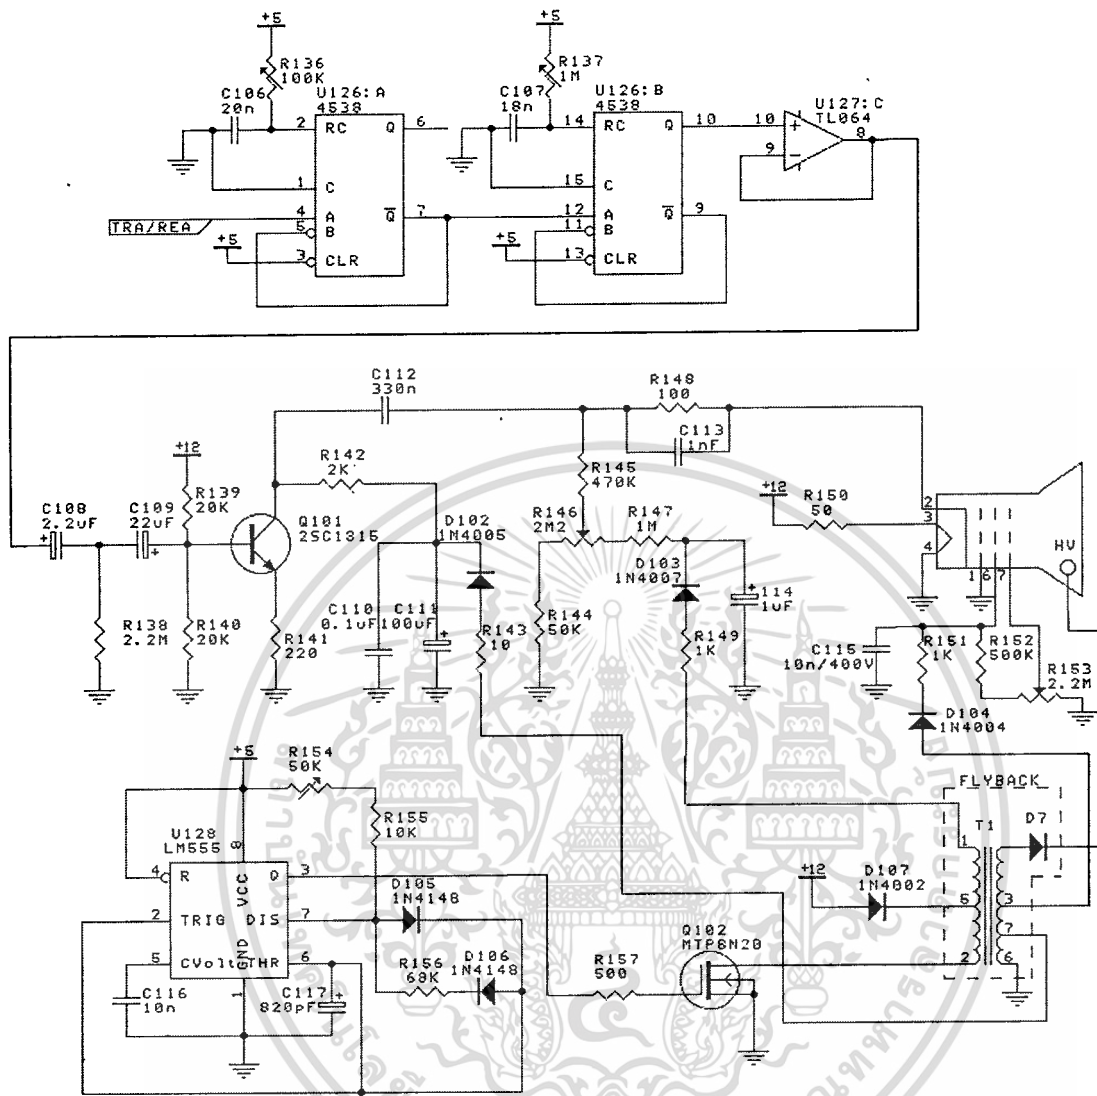 +5
R136
100K
C106
20n
U126:A
4538
2
RC
Q
6
1
C
TRA/REA
4
A
Q
7
5
B
+5
3
CLR
+5
R137
1M
C107
18n
U126:B
4538
14
RC
Q
10
15
C
12
A
Q
9
11
B
+5
13
CLR
U127:C
TL064
10
+
8
9
-
C112
330n
R148
100
C113
1nF
+12
R139
20K
R142
2K
R145
470K
C108
2.2uF
C109
22uF
Q101
2SC1815
D102
1M4005
R146
2M2
R147
1M
+12
R150
50
2
3
4
1
6
7
HV
D103
1N4007
114
1uF
R138
2.2M
R140
20K
R141
220
C110
0.1uF
C111
100uF
R143
10
R144
50K
R149
1K
C115
10n/400V
R151
1K
R152
500K
R153
2.2M
D104
1N4004
+5
R154
50K
R155
10K
U128
LM555
8
4
R
VCC
Q
3
2
TRIG
DIS
7
5
CVolt
GND
THR
6
1
C116
10n
C117
820pF
D105
1N4148
R156
68K
D106
1N4148
R157
500
Q102
MTP8N20
+12
D107
1N4002
FLYBACK
T1
D7
1
5
2
3
7
6